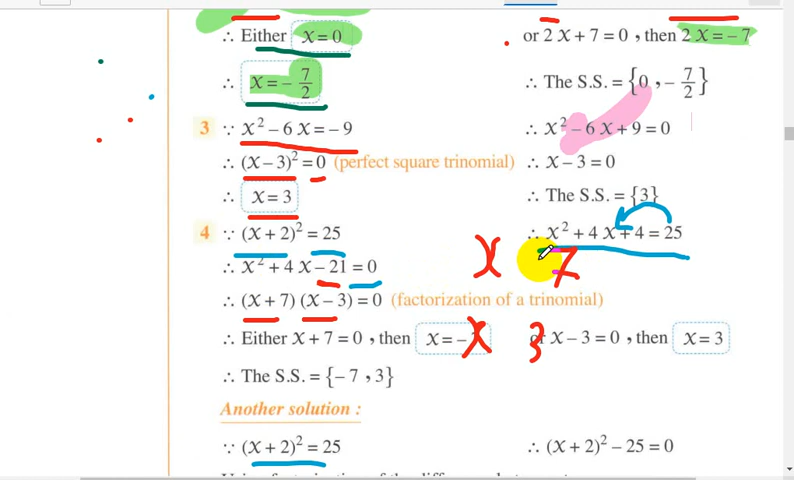 ∴ Either x = 0 or 2 x + 7 = 0 , then 2 x = – 7
∴ x = – 7/2 ∴ The S.S. = {0 , – 7/2}
3 ∵ x² – 6 x = – 9 ∴ x² – 6 x + 9 = 0
∴ (x – 3)² = 0 (perfect square trinomial) ∴ x – 3 = 0
∴ x = 3 ∴ The S.S. = {3}
4 ∵ (x + 2)² = 25 ∴ x² + 4 x + 4 = 25
x 7
∴ x² + 4 x – 21 = 0
∴ (x + 7) (x – 3) = 0 (factorization of a trinomial)
∴ Either x + 7 = 0 , then x = – x 3 x – 3 = 0 , then x = 3
∴ The S.S. = {– 7 , 3}
Another solution :
∵ (x + 2)² = 25 ∴ (x + 2)² – 25 = 0